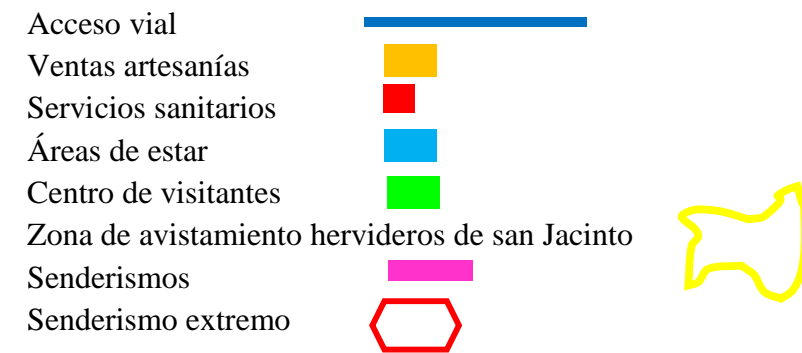 Acceso vial
Ventas artesanías
Servicios sanitarios
Áreas de estar
Centro de visitantes
Zona de avistamiento hervideros de san Jacinto
Senderismos
Senderismo extremo